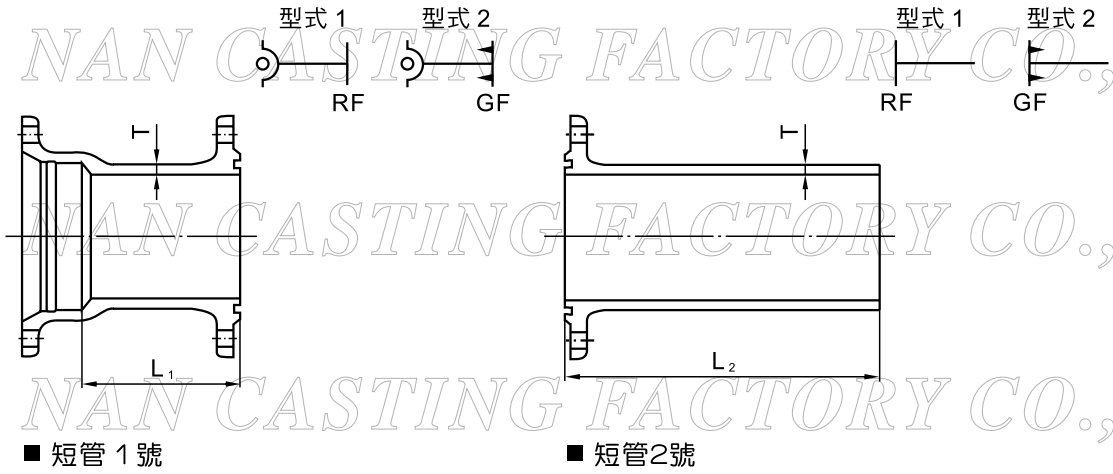 型式 1 型式 2 型式 1 型式 2
NAN CASTING FACTORY CO.,
RF GF RF GF
T T
NAN CASTING FACTORY CO.,
L1 L2
NAN CASTING FACTORY CO.,
■ 短管 1 號 ■ 短管2號